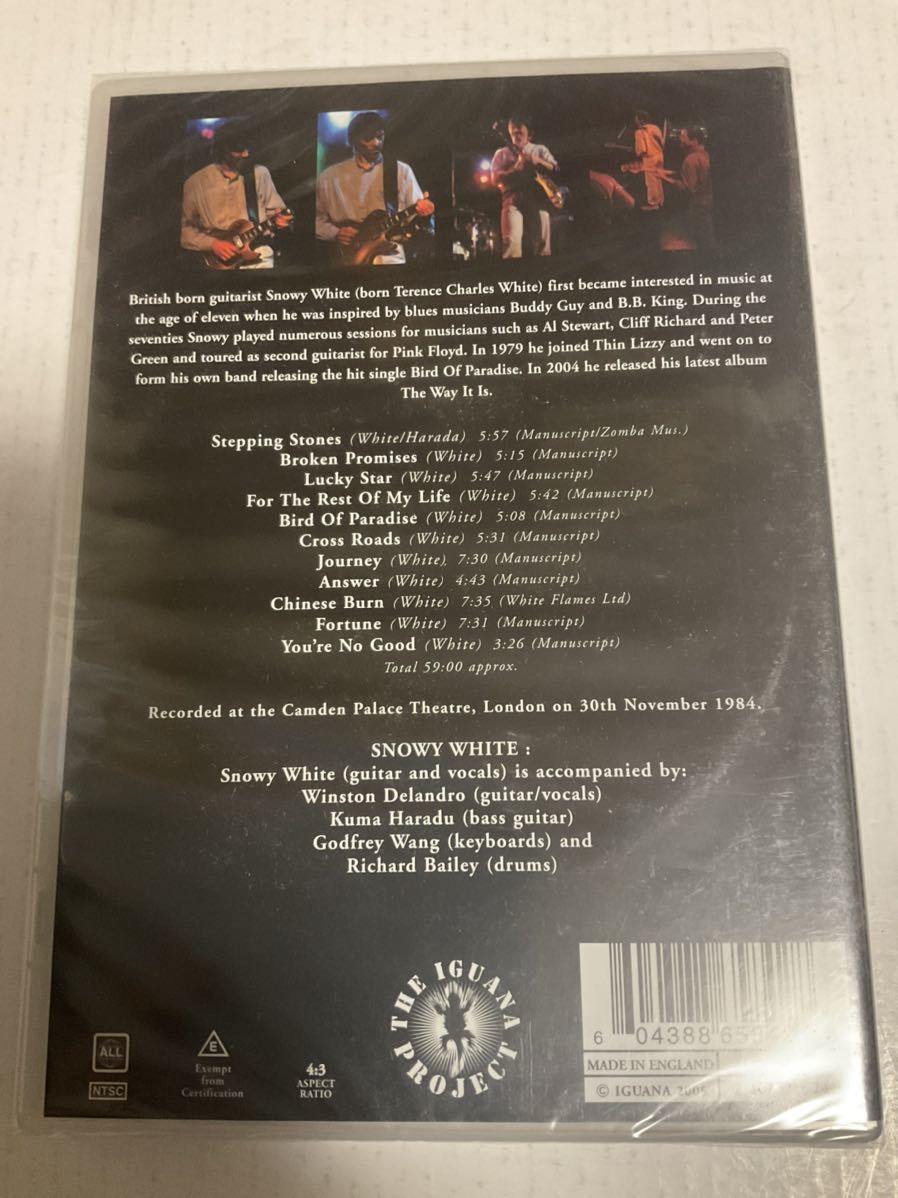 British born guitarist Snowy White (born Terence Charles White) first became interested in music at
the age of eleven when he was inspired by blues musicians Buddy Guy and B.B. King. During the
seventies Snowy played numerous sessions for musicians such as Al Stewart, Cliff Richard and Peter
Green and toured as second guitarist for Pink Floyd. In 1979 he joined Thin Lizzy and went on to
form his own band releasing the hit single Bird Of Paradise. In 2004 he released his latest album
The Way It Is.
Stepping Stones (White/Harada) 5:57 (Manuscript/Zomba Mus.)
Broken Promises (White) 5:15 (Manuscript)
Lucky Star (White) 5:47 (Manuscript)
For The Rest Of My Life (White) 5:42 (Manuscript)
Bird Of Paradise (White) 5:08 (Manuscript)
Cross Roads (White) 5:31 (Manuscript)
Journey (White) 7:30 (Manuscript)
Answer (White) 4:43 (Manuscript)
Chinese Burn (White) 7:35 (White Flames Ltd)
Fortune (White) 7:31 (Manuscript)
You're No Good (White) 3:26 (Manuscript)
Total 59:00 approx.
Recorded at the Camden Palace Theatre, London on 30th November 1984.
SNOWY WHITE :
Snowy White (guitar and vocals) is accompanied by:
Winston Delandro (guitar/vocals)
Kuma Haradu (bass guitar)
Godfrey Wang (keyboards) and
Richard Bailey (drums)
THE IGUANA
PROJECT
ALL
NTSC
E
Exempt
from
Certification
4:3
ASPECT
RATIO
6 04388
MADE IN ENGLAND
© IGUANA 2005